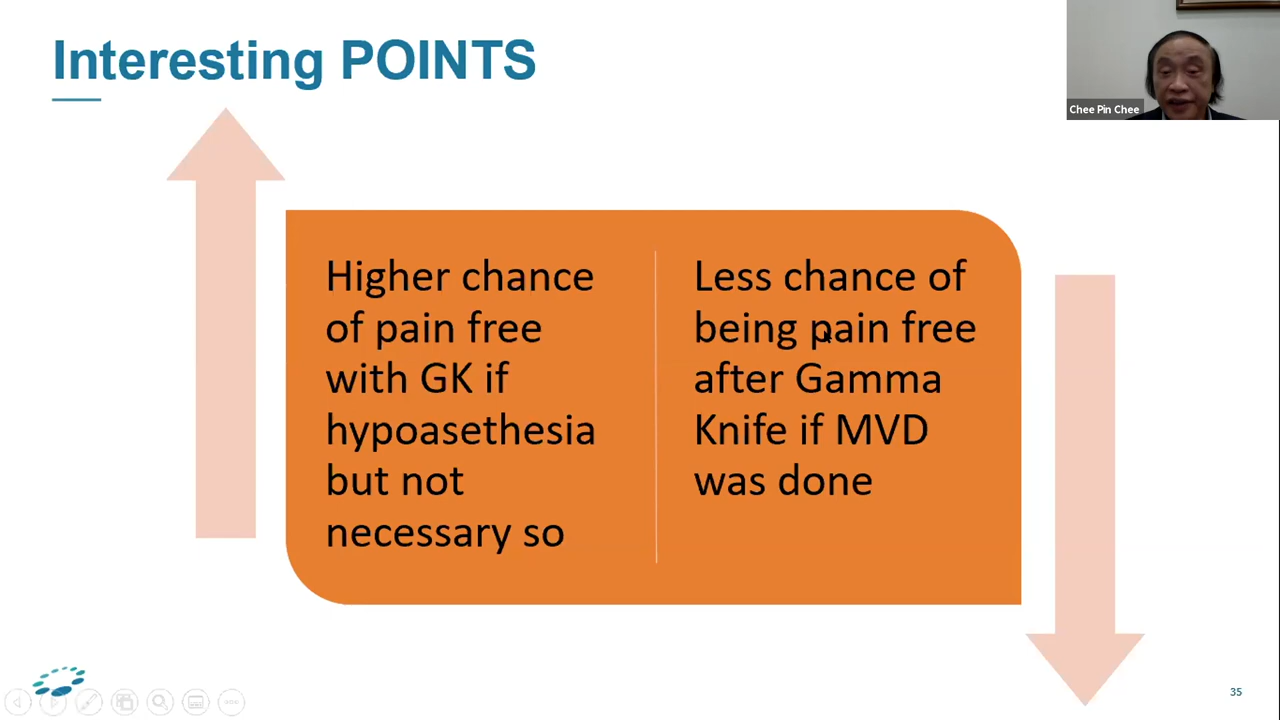 Interesting POINTS
Chee Pin Chee
Higher chance
of pain free
with GK if
hypoasethesia
but not
necessary so
Less chance of
being pain free
after Gamma
Knife if MVD
was done
35